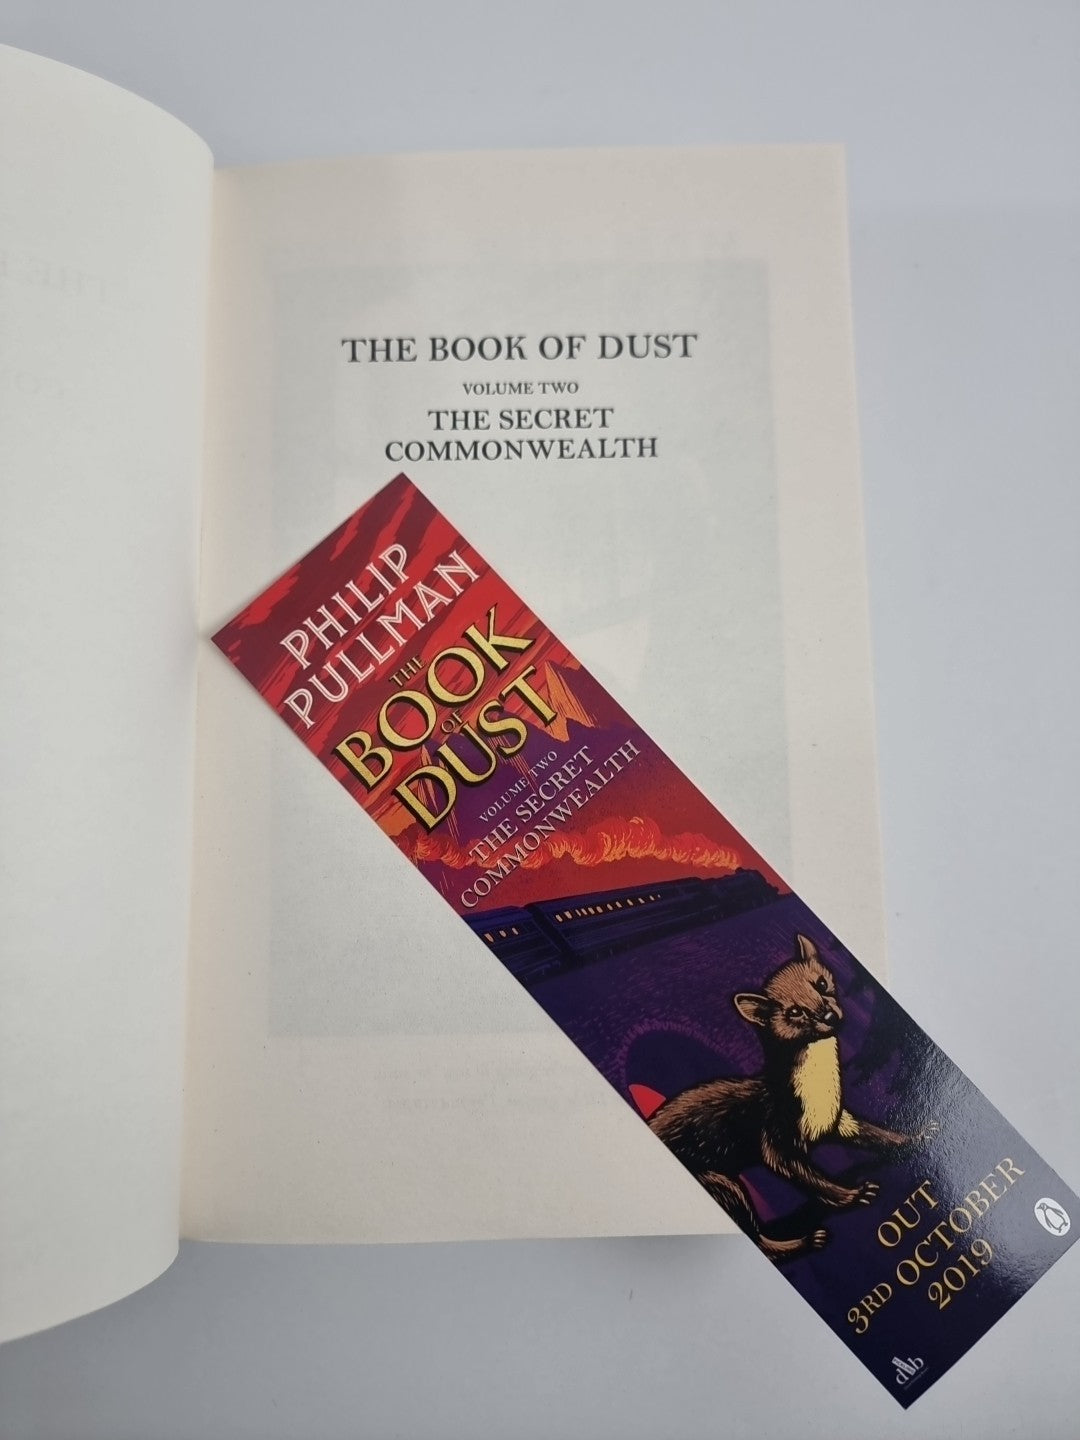 THE BOOK OF DUST
VOLUME TWO
THE SECRET
COMMONWEALTH
PHILIP
PULLMAN
THE
BOOK
OF
DUST
VOLUME TWO
THE SECRET
COMMONWEALTH
OUT
3RD OCTOBER
2019